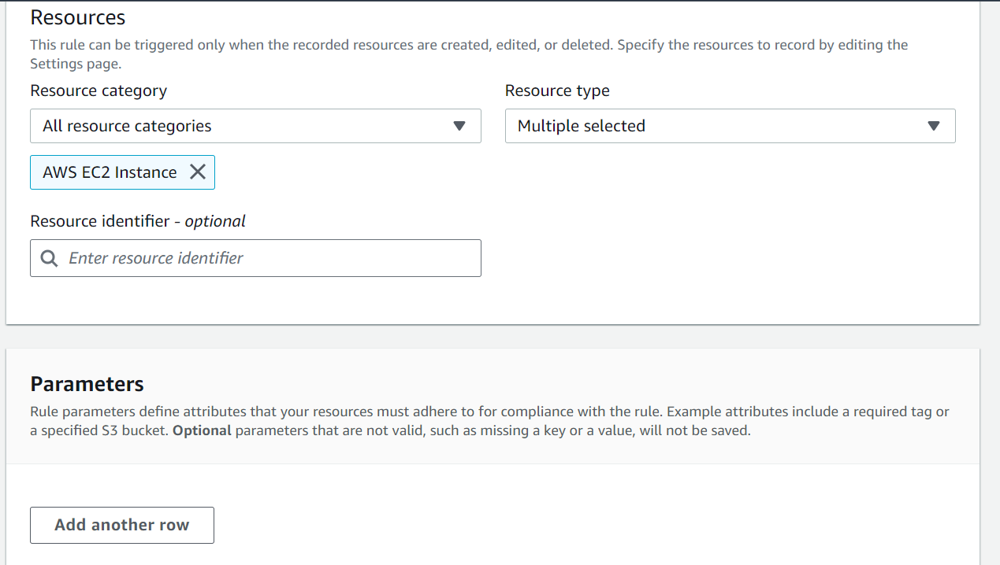 Resources
This rule can be triggered only when the recorded resources are created, edited, or deleted. Specify the resources to record by editing the
Settings page.
Resource category
Resource type
All resource categories
Multiple selected
AWS EC2 Instance
Resource identifier - optional
Enter resource identifier
Parameters
Rule parameters define attributes that your resources must adhere to for compliance with the rule. Example attributes include a required tag or
a specified S3 bucket. Optional parameters that are not valid, such as missing a key or a value, will not be saved.
Add another row